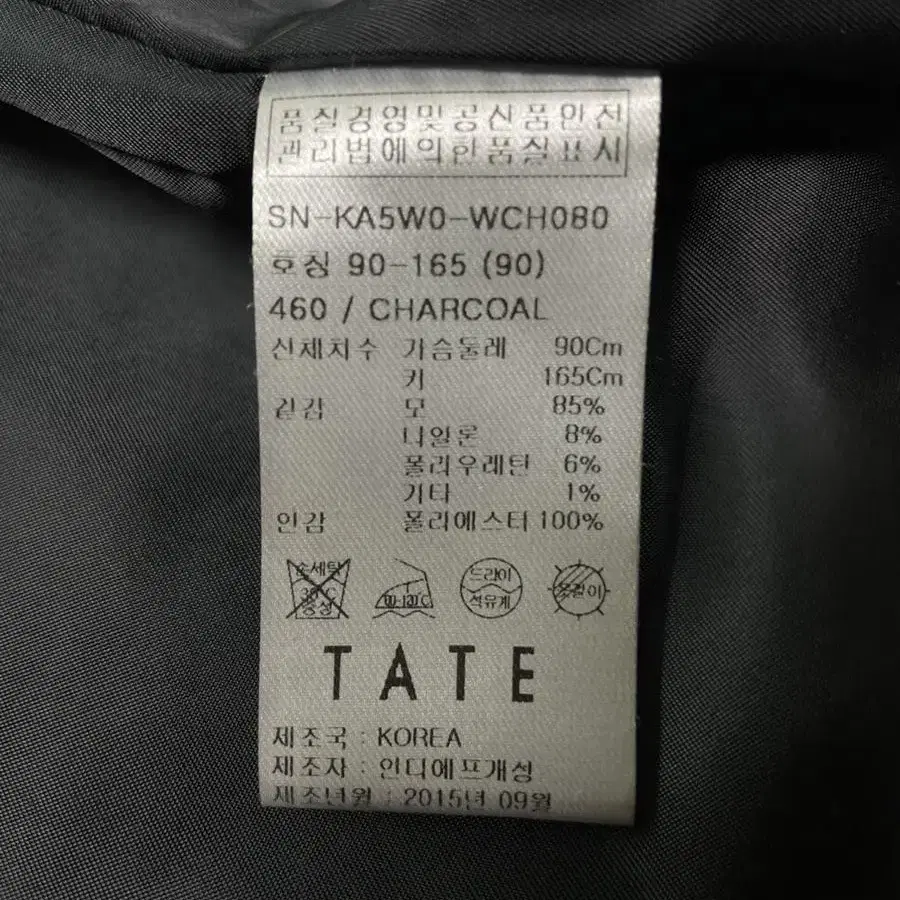 품질경영및공산품안전
관리법에의한품질표시
SN-KA5W0-WCH080
호칭 90-165 (90)
460 / CHARCOAL
신체치수 가슴둘레 90Cm
키 165Cm
겉감 모 85%
나일론 8%
폴리우레탄 6%
기타 1%
안감 폴리에스터 100%
손세탁
30°C
중성
80-120°C
드라이
석유계
옷걸이
TATE
제조국 : KOREA
제조자 : 인디에프개성
제조년월 : 2015년 09월